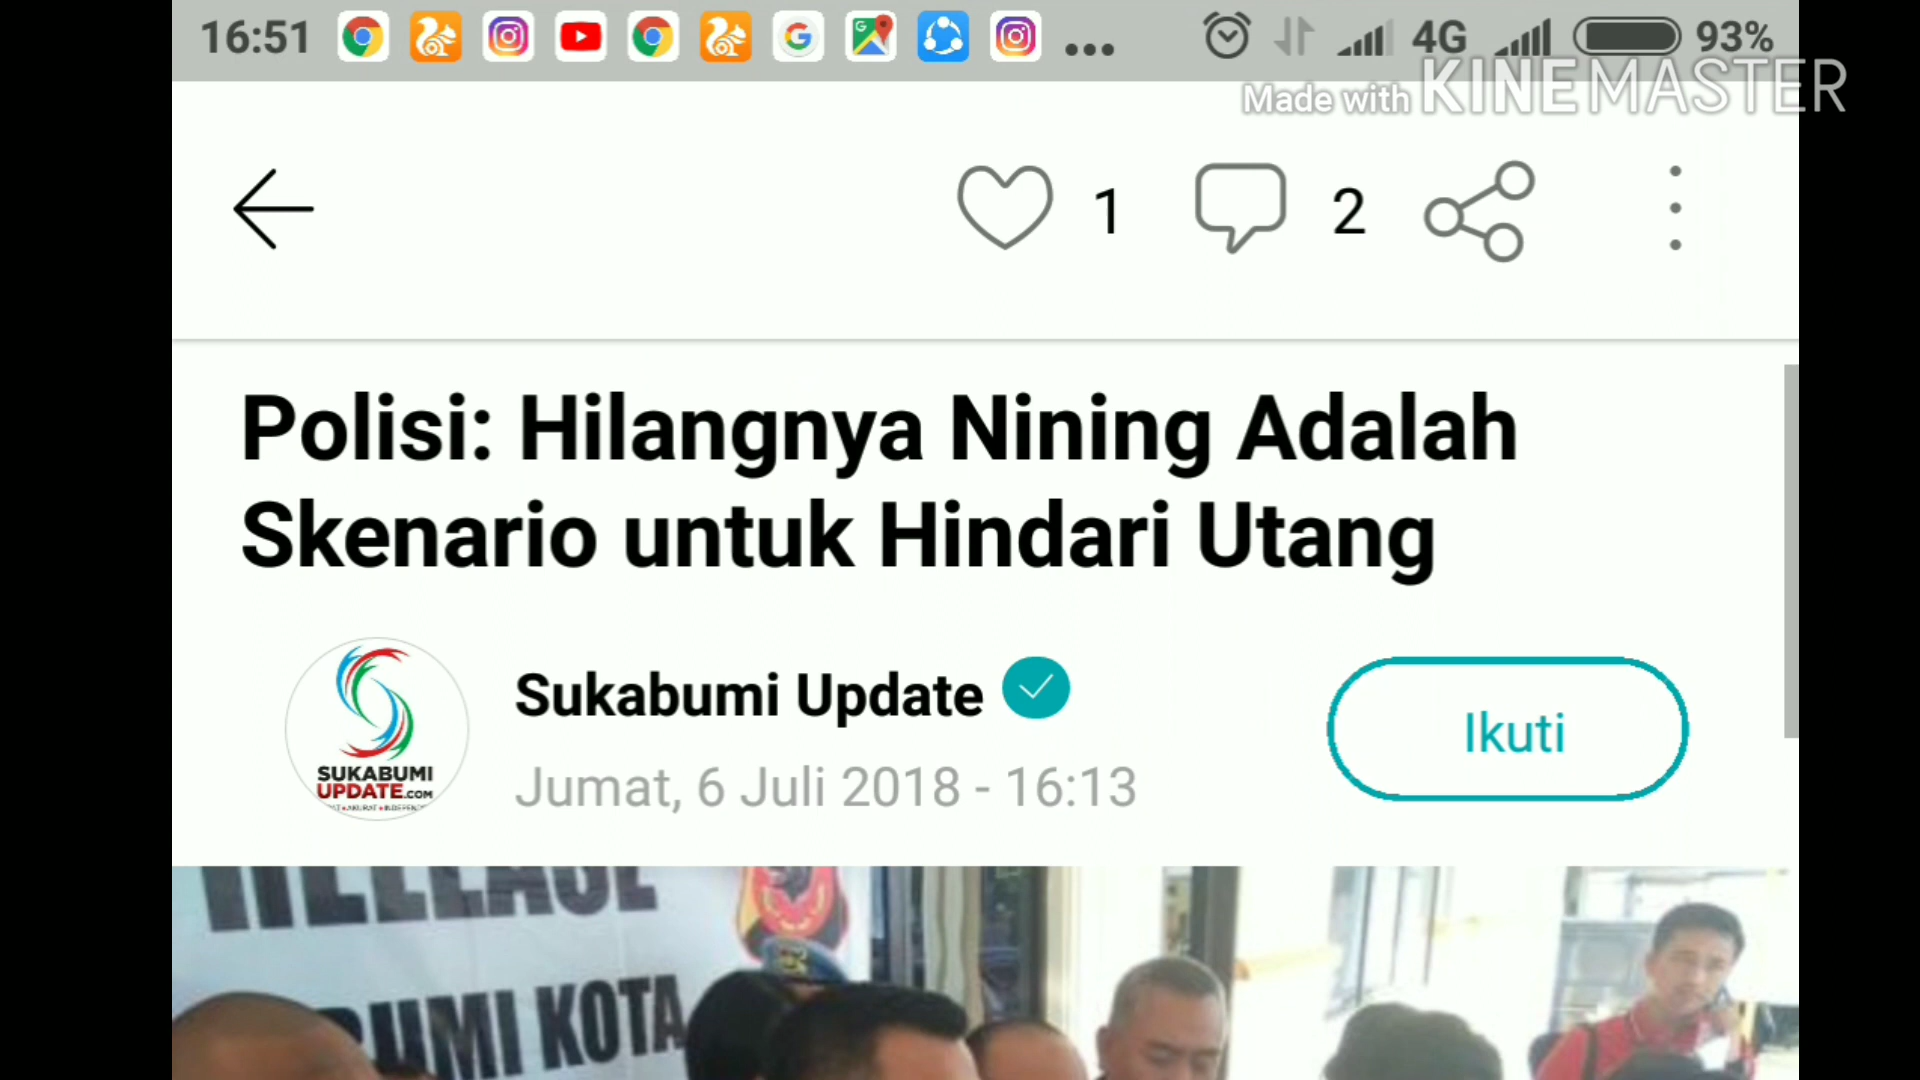 16:51
4G 93%
Made with KINEMASTER
1 2
Polisi: Hilangnya Nining Adalah
Skenario untuk Hindari Utang
Sukabumi Update
Jumat, 6 Juli 2018 - 16:13
Ikuti
SUKABUMI
UPDATE.COM
KOTA